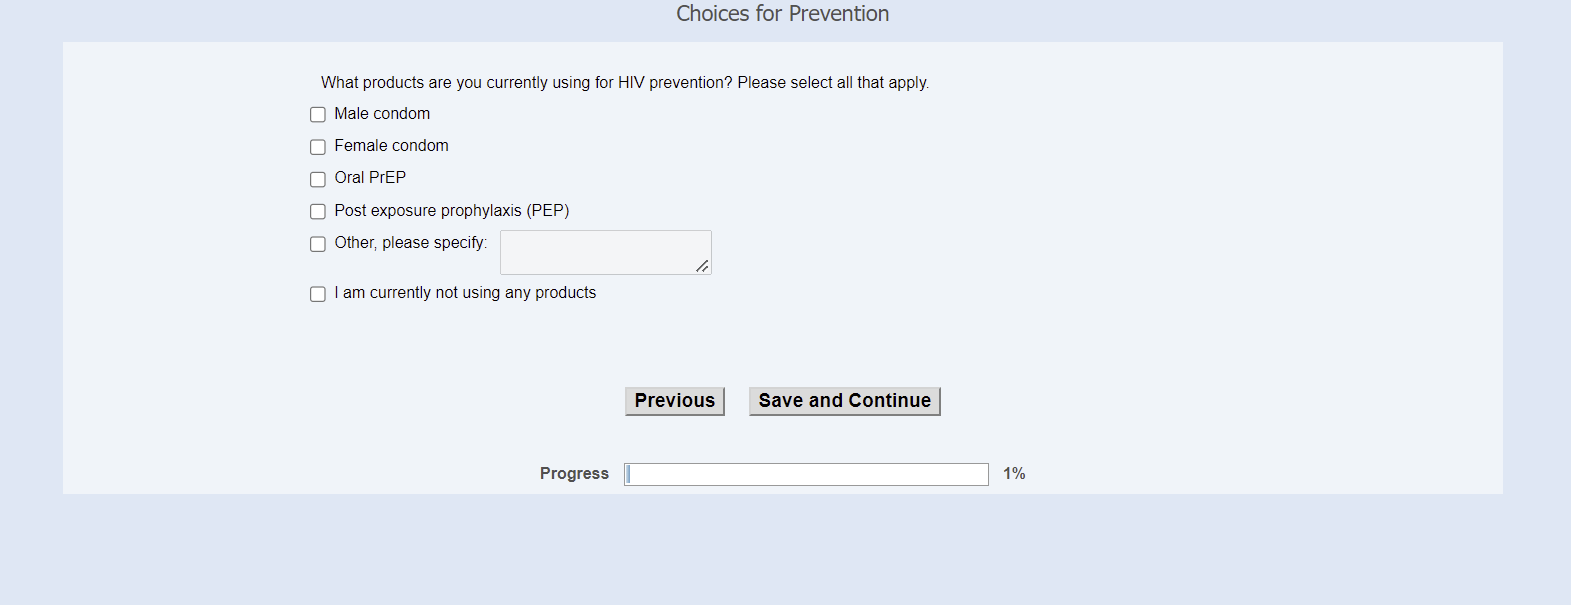 Choices for Prevention
What products are you currently using for HIV prevention? Please select all that apply.
Male condom
Female condom
Oral PrEP
Post exposure prophylaxis (PEP)
Other, please specify:
I am currently not using any products
Previous Save and Continue
Progress 1%